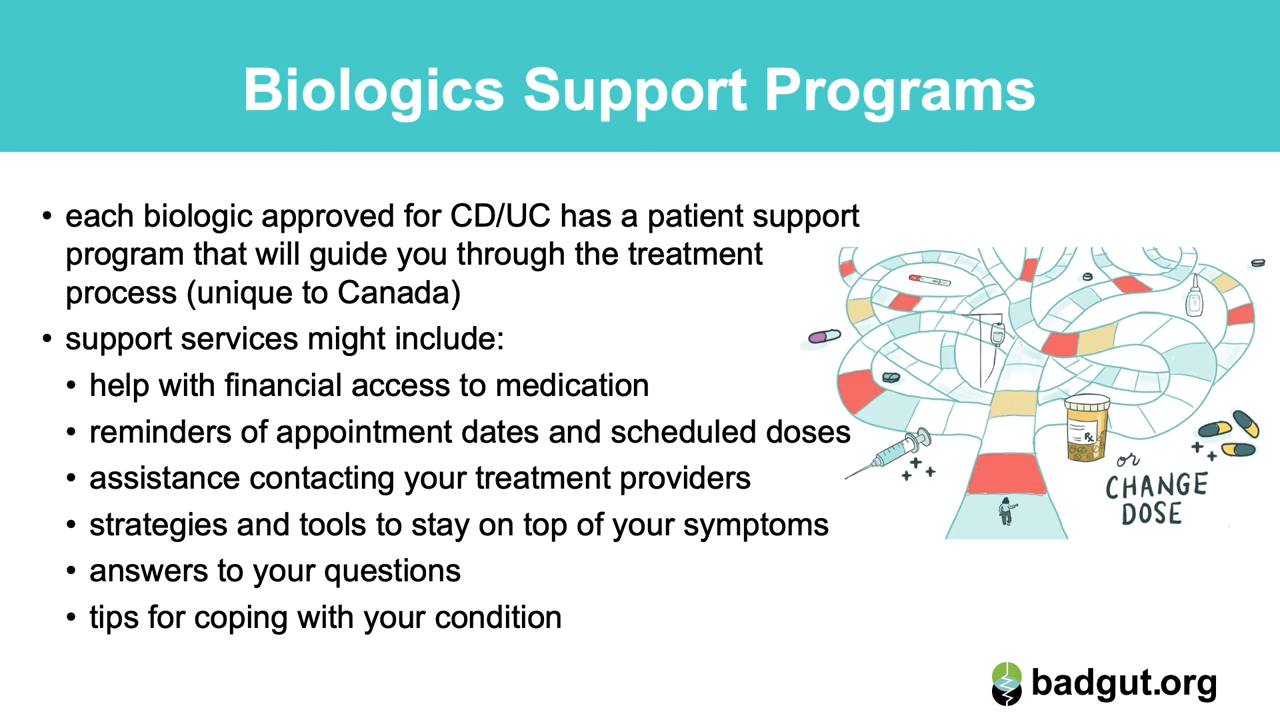 Biologics Support Programs
• each biologic approved for CD/UC has a patient support
program that will guide you through the treatment
process (unique to Canada)
• support services might include:
• help with financial access to medication
• reminders of appointment dates and scheduled doses
• assistance contacting your treatment providers
• strategies and tools to stay on top of your symptoms
• answers to your questions
• tips for coping with your condition
Rx
or
CHANGE
DOSE
badgut.org